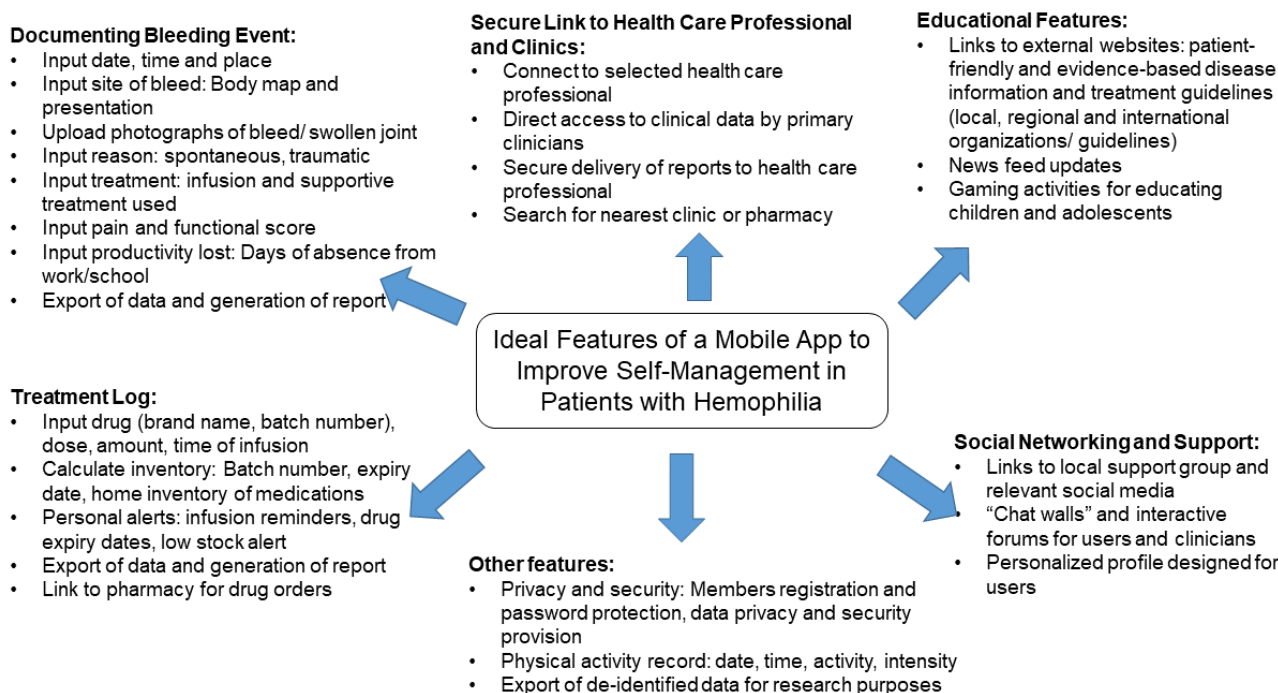 Documenting Bleeding Event:
• Input date, time and place
• Input site of bleed: Body map and
presentation
• Upload photographs of bleed/ swollen joint
• Input reason: spontaneous, traumatic
• Input treatment: infusion and supportive
treatment used
• Input pain and functional score
• Input productivity lost: Days of absence from
work/school
• Export of data and generation of report
Secure Link to Health Care Professional
and Clinics:
• Connect to selected health care
professional
• Direct access to clinical data by primary
clinicians
• Secure delivery of reports to health care
professional
• Search for nearest clinic or pharmacy
Educational Features:
• Links to external websites: patient-
friendly and evidence-based disease
information and treatment guidelines
(local, regional and international
organizations/ guidelines)
• News feed updates
• Gaming activities for educating
children and adolescents
Ideal Features of a Mobile App to
Improve Self-Management in
Patients with Hemophilia
Treatment Log:
• Input drug (brand name, batch number),
dose, amount, time of infusion
• Calculate inventory: Batch number, expiry
date, home inventory of medications
• Personal alerts: infusion reminders, drug
expiry dates, low stock alert
• Export of data and generation of report
• Link to pharmacy for drug orders
Other features:
• Privacy and security: Members registration and
password protection, data privacy and security
provision
• Physical activity record: date, time, activity, intensity
• Export of de-identified data for research purposes
Social Networking and Support:
• Links to local support group and
relevant social media
• “Chat walls” and interactive
forums for users and clinicians
• Personalized profile designed for
users